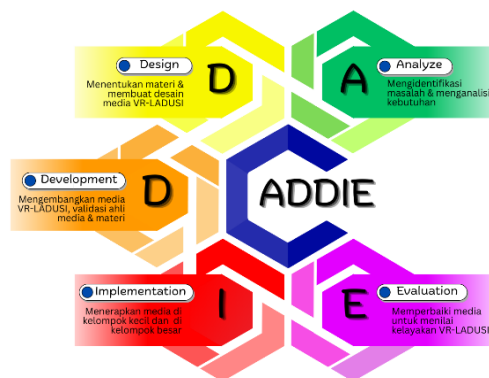 Design
D
Menentukan materi &
membuat desain
media VR-LADUSI
Analyze
A
Mengidentifikasi
masalah & menganalisi
kebutuhan
Development
D
Mengembangkan media
VR-LADUSI, validasi ahli
media & materi
ADDIE
Implementation
I
Menerapkan media di
kelompok kecil dan di
kelompok besar
Evaluation
E
Memperbaiki media
untuk menilai
kelayakan VR-LADUSI